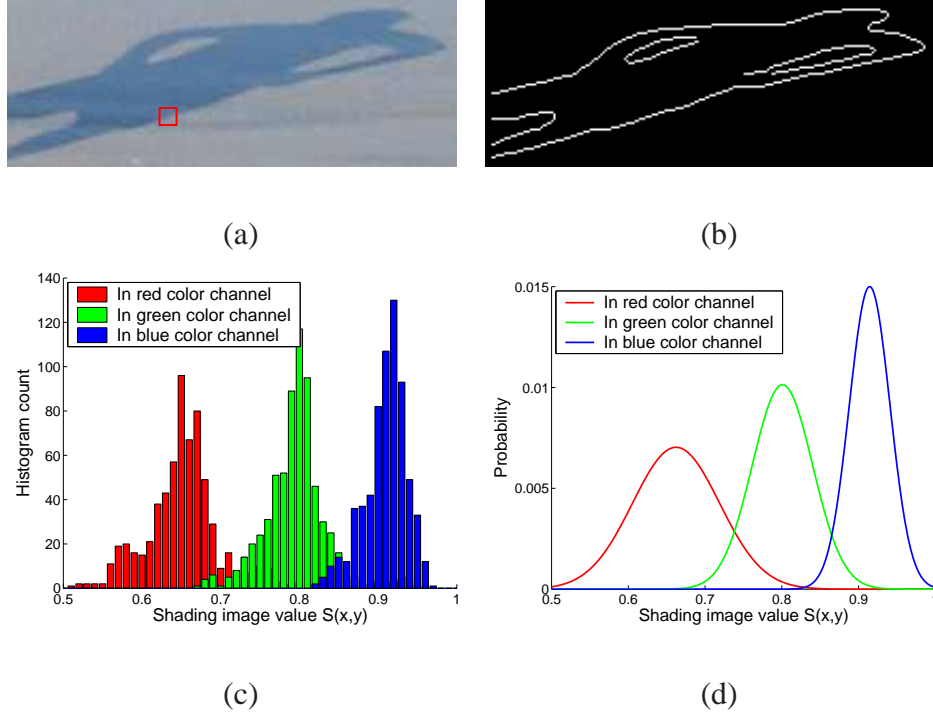 (a)
(b)
140
120
100
80
60
40
20
0
Histogram count
In red color channel
In green color channel
In blue color channel
0.5 0.6 0.7 0.8 0.9 1
Shading image value S(x,y)
0.015
0.01
0.005
0
Probability
In red color channel
In green color channel
In blue color channel
0.5 0.6 0.7 0.8 0.9
Shading image value S(x,y)
(c)
(d)